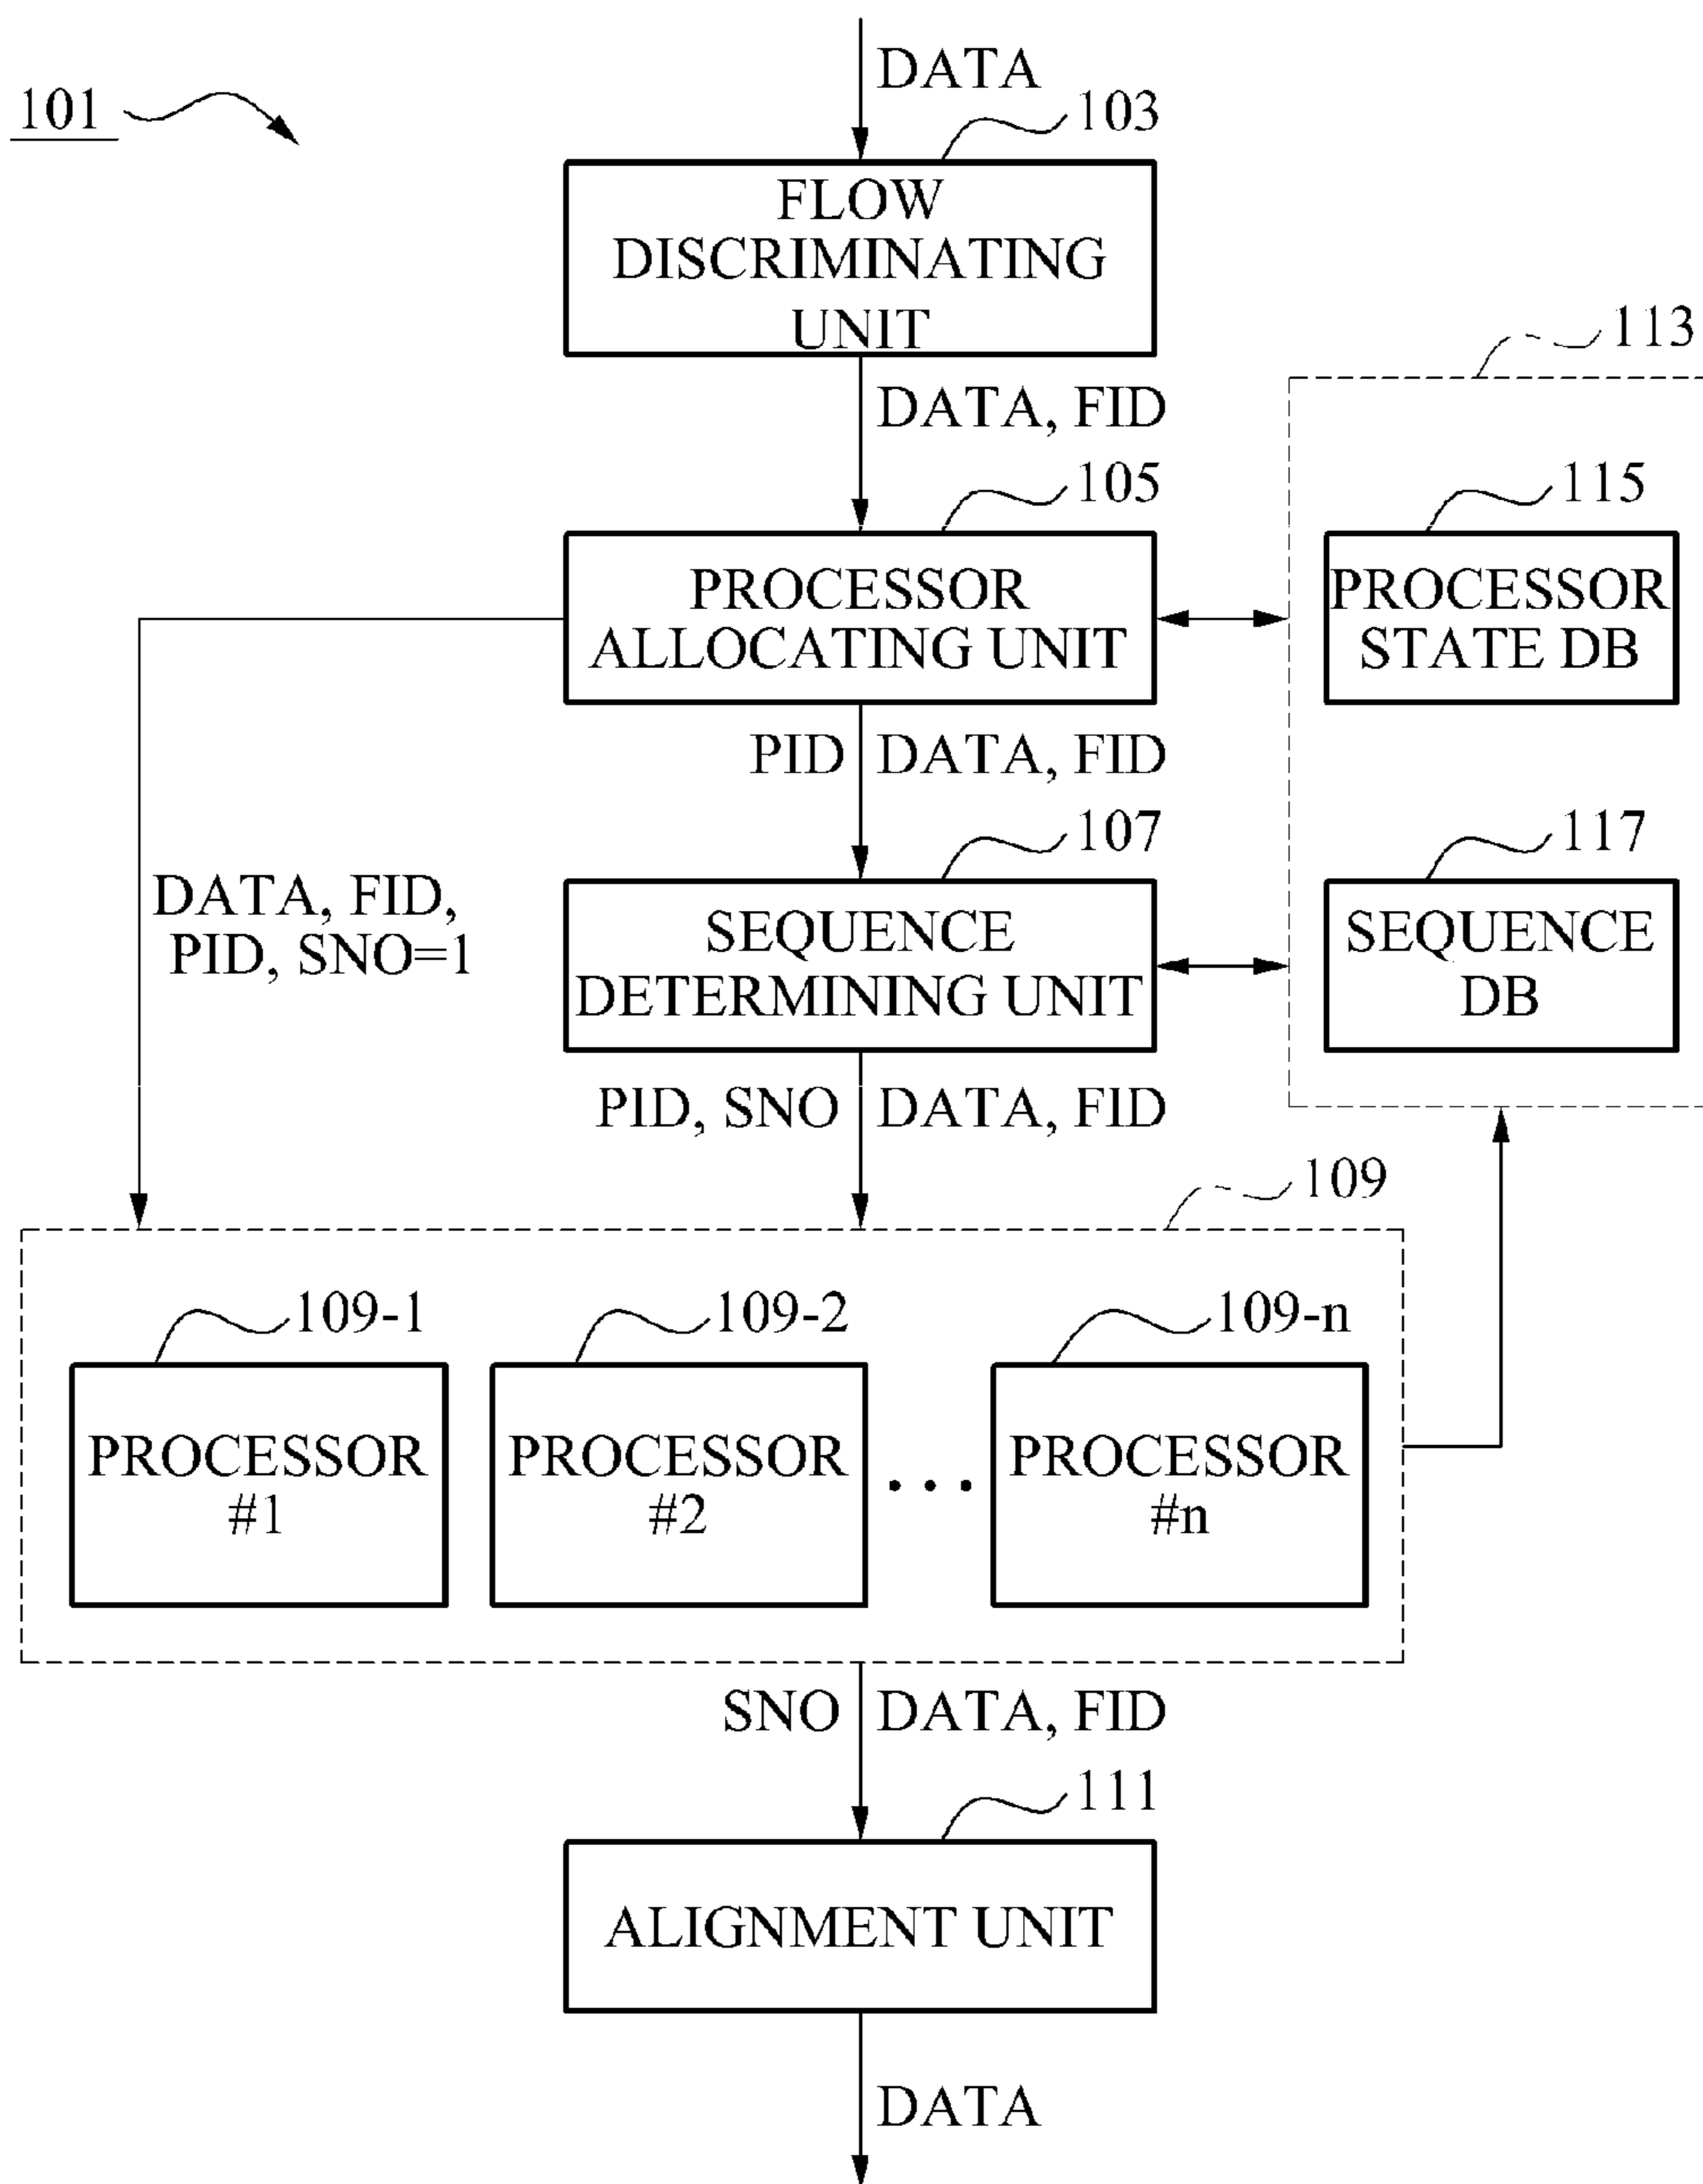 DATA
101
103
FLOW
DISCRIMINATING
UNIT
113
DATA, FID
105
115
PROCESSOR
ALLOCATING UNIT
PROCESSOR
STATE DB
PID
DATA, FID
107
117
DATA, FID,
PID, SNO=1
SEQUENCE
DETERMINING UNIT
SEQUENCE
DB
PID, SNO
DATA, FID
109
109-1
109-2
109-n
PROCESSOR
#1
PROCESSOR
#2
...
PROCESSOR
#n
SNO
DATA, FID
111
ALIGNMENT UNIT
DATA